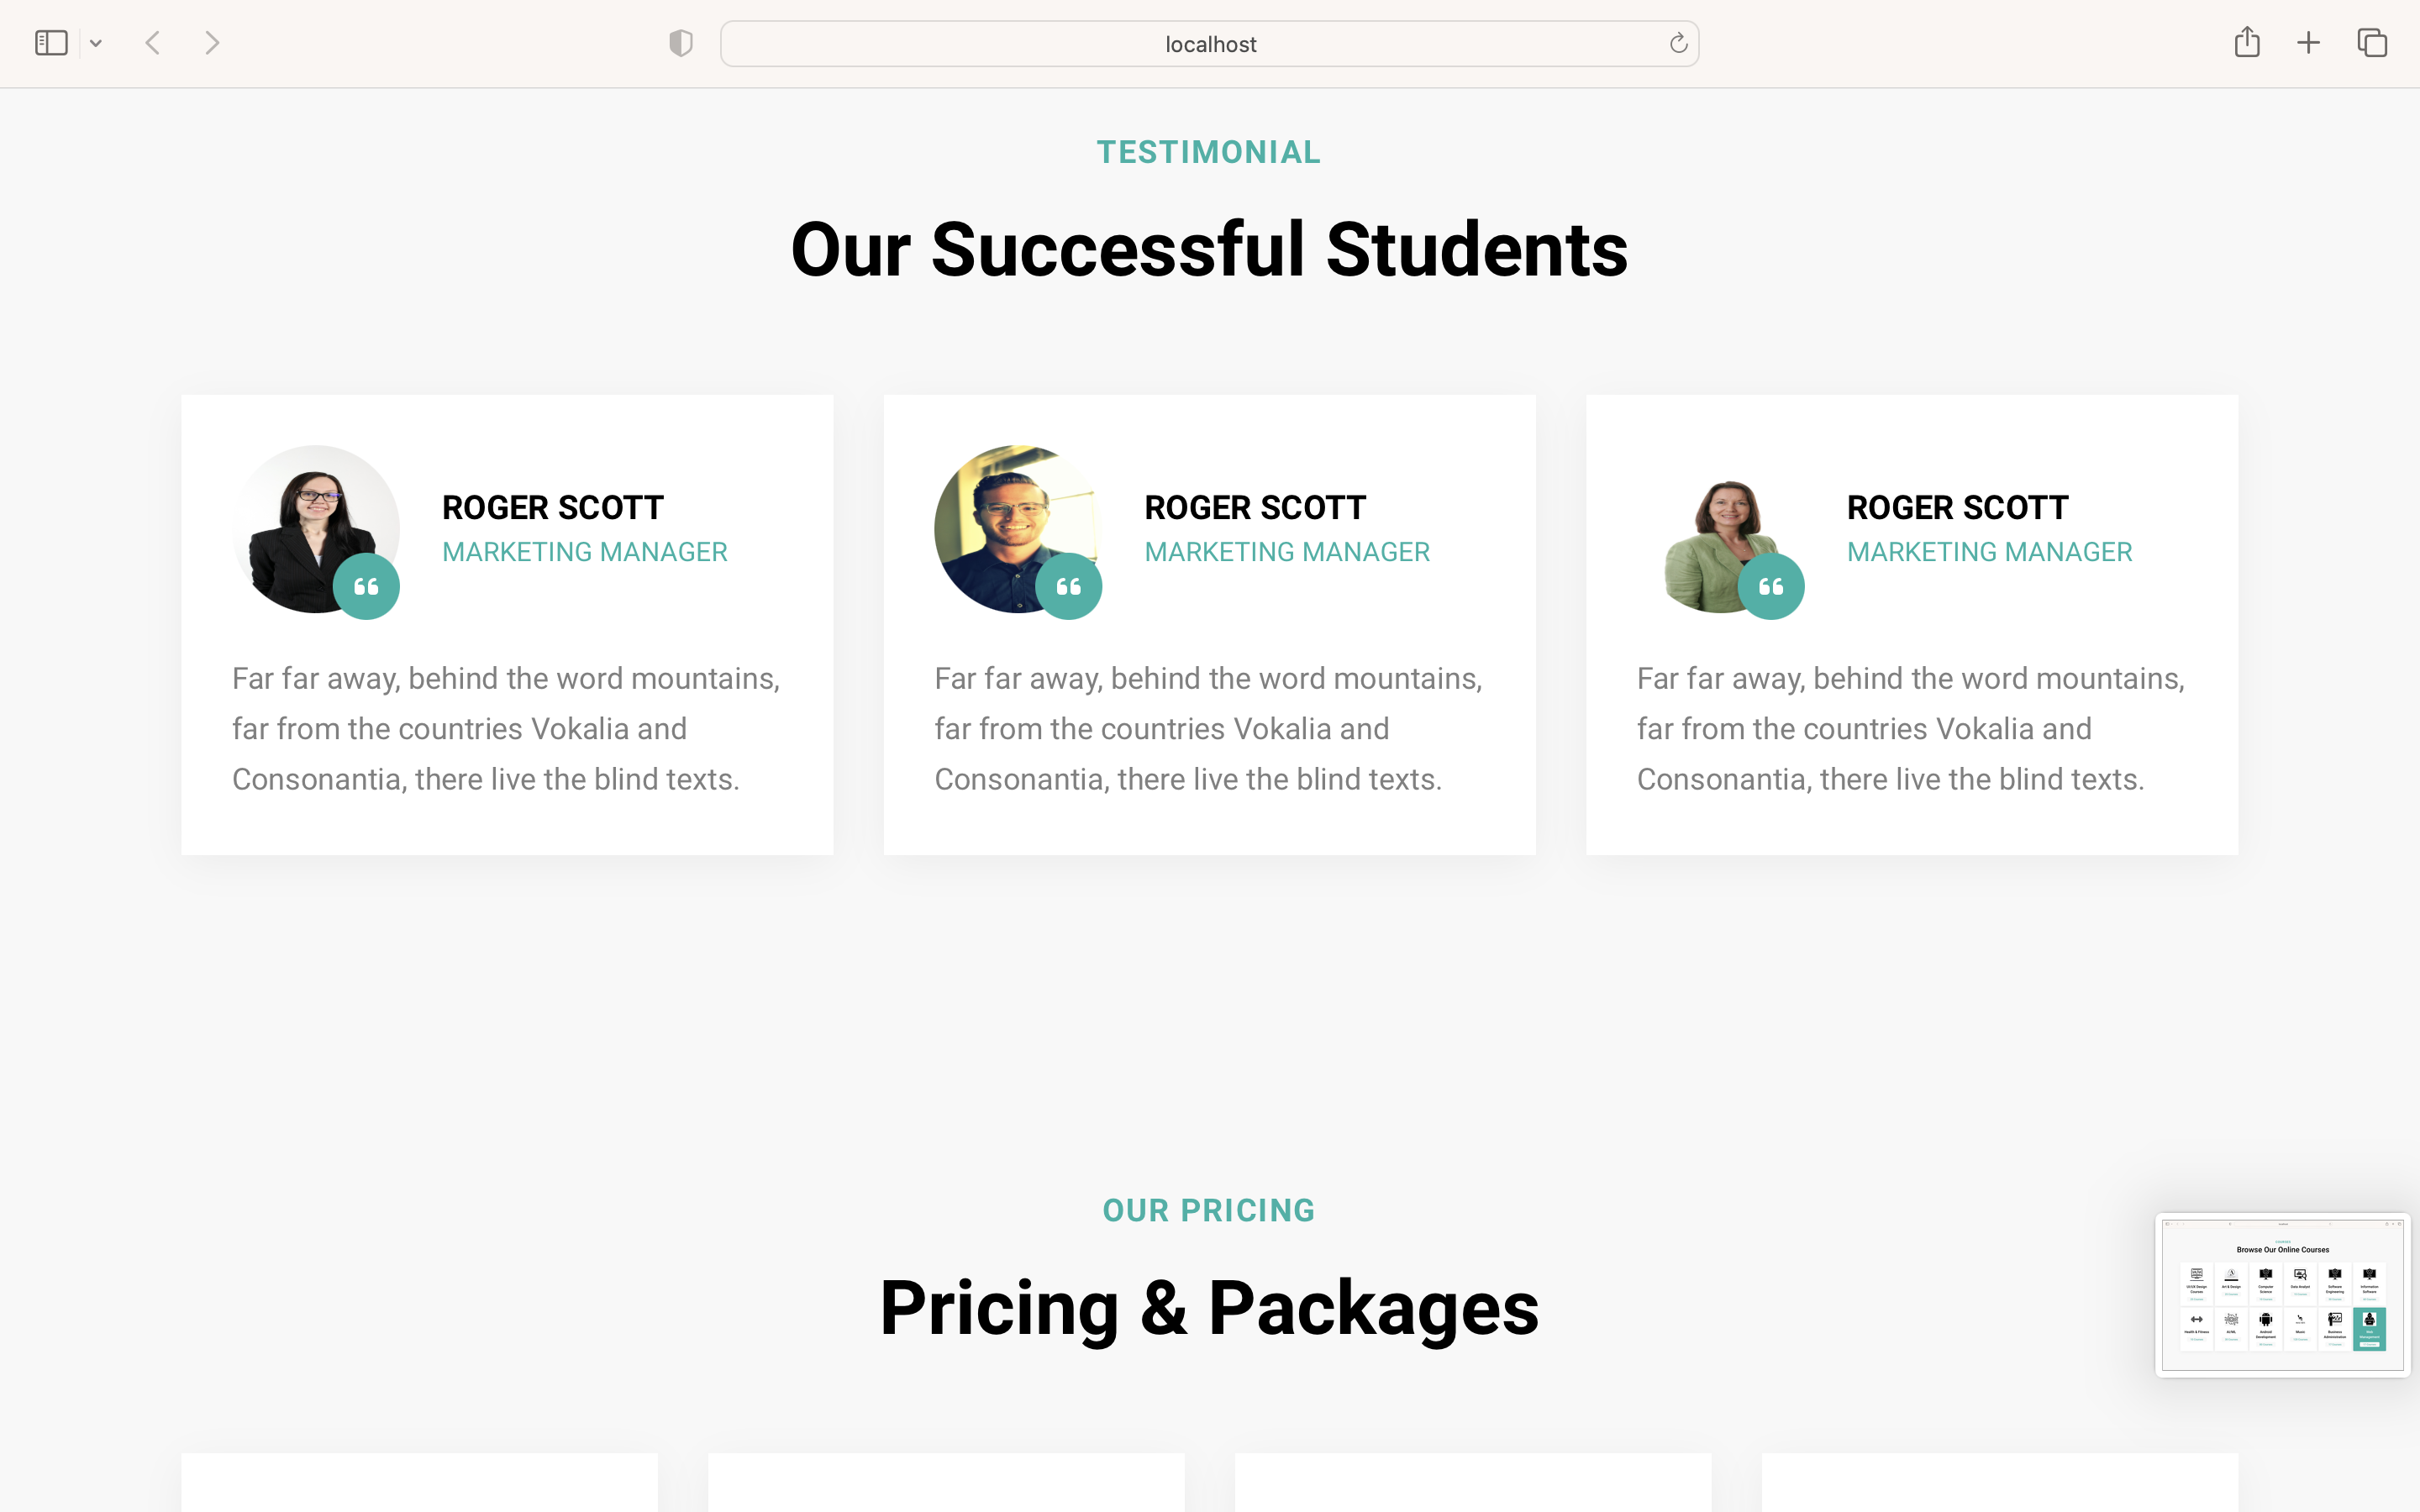 localhost
TESTIMONIAL
Our Successful Students
ROGER SCOTT
MARKETING MANAGER
Far far away, behind the word mountains,
far from the countries Vokalia and
Consonantia, there live the blind texts.
ROGER SCOTT
MARKETING MANAGER
Far far away, behind the word mountains,
far from the countries Vokalia and
Consonantia, there live the blind texts.
ROGER SCOTT
MARKETING MANAGER
Far far away, behind the word mountains,
far from the countries Vokalia and
Consonantia, there live the blind texts.
OUR PRICING
Pricing & Packages
Browse Our Online Courses